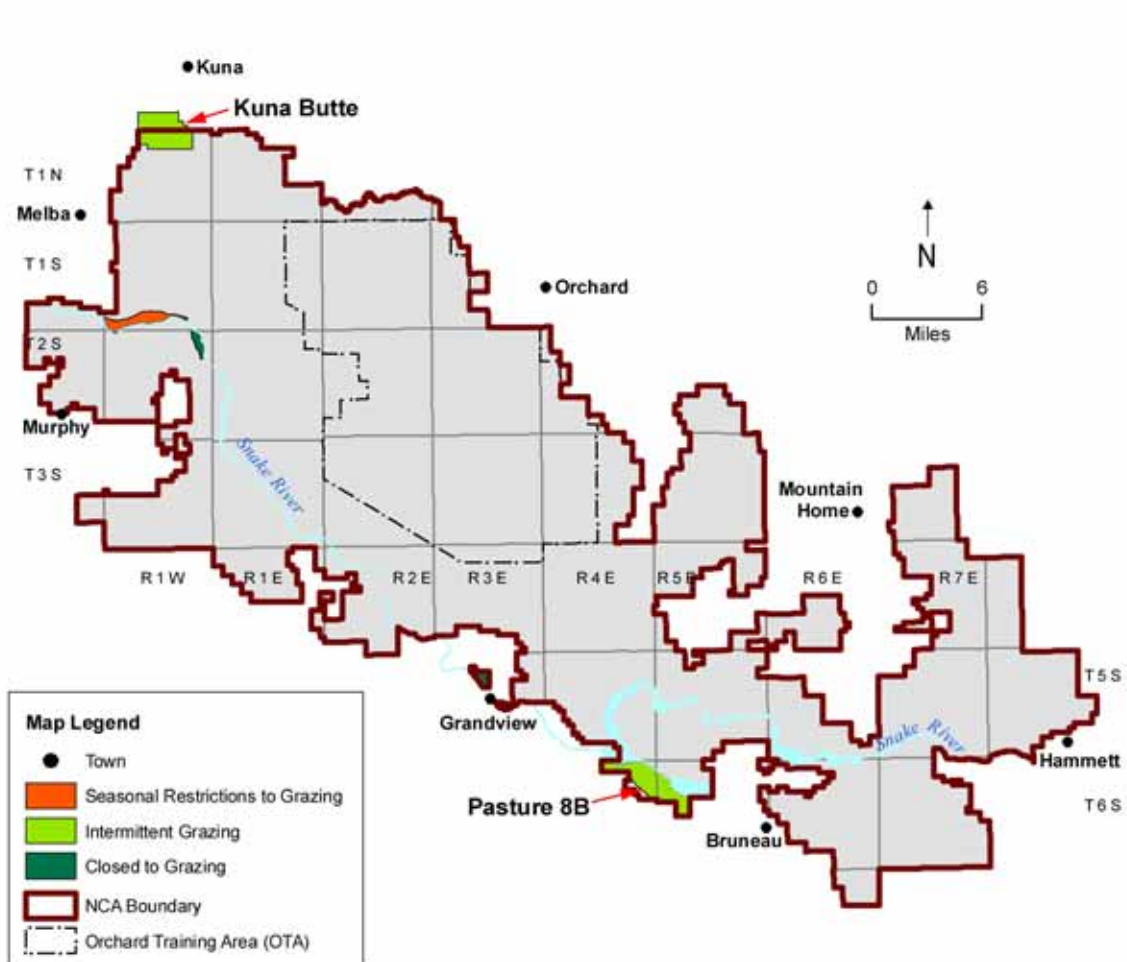 Kuna
Kuna Butte
T1N
Melba
T1S
N
0 6
Miles
Orchard
T2S
Murphy
T3S
Snake River
Mountain
Home
R1W R1E R2E R3E R4E R5E R6E R7E
T5S
Grandview
Snake River
Hammett
Pasture 8B
T6S
Bruneau
Map Legend
Town
Seasonal Restrictions to Grazing
Intermittent Grazing
Closed to Grazing
NCA Boundary
Orchard Training Area (OTA)